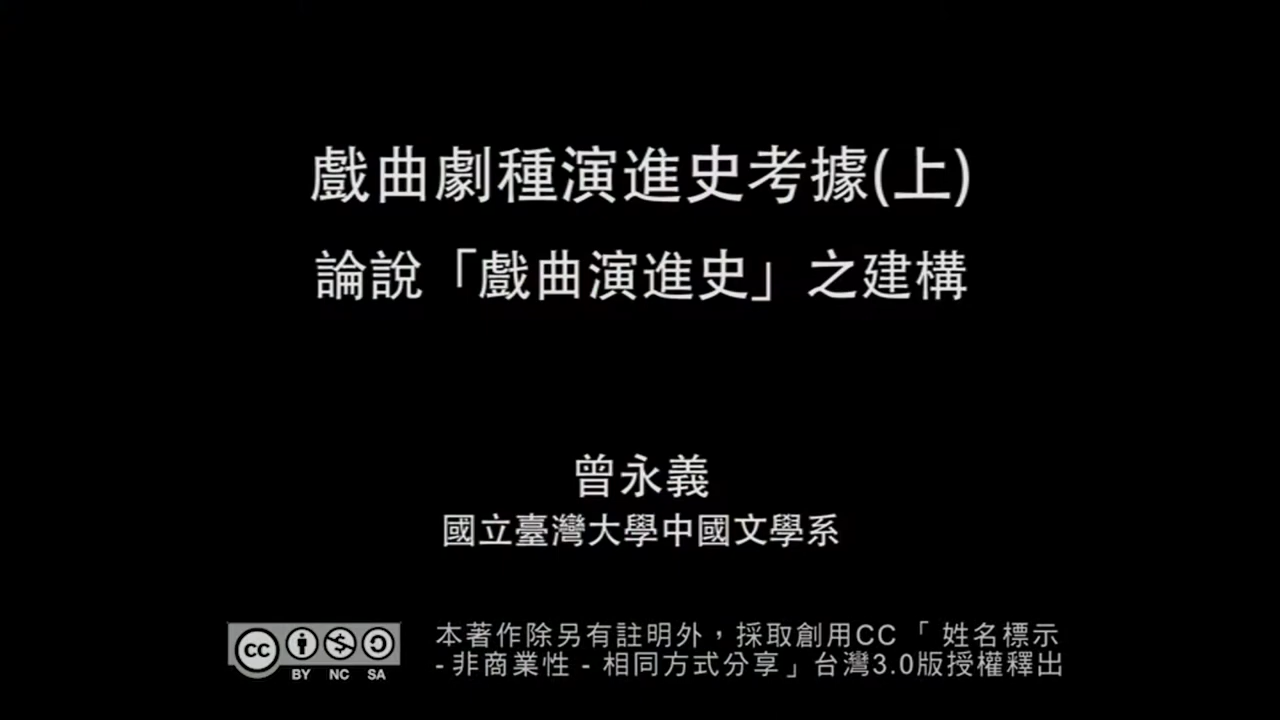 戲曲劇種演進史考據(上)
論說「戲曲演進史」之建構
曾永義
國立臺灣大學中國文學系
cc BY NC SA
本著作除另有註明外，採取創用CC「 姓名標示
- 非商業性 - 相同方式分享」台灣3.0版授權釋出